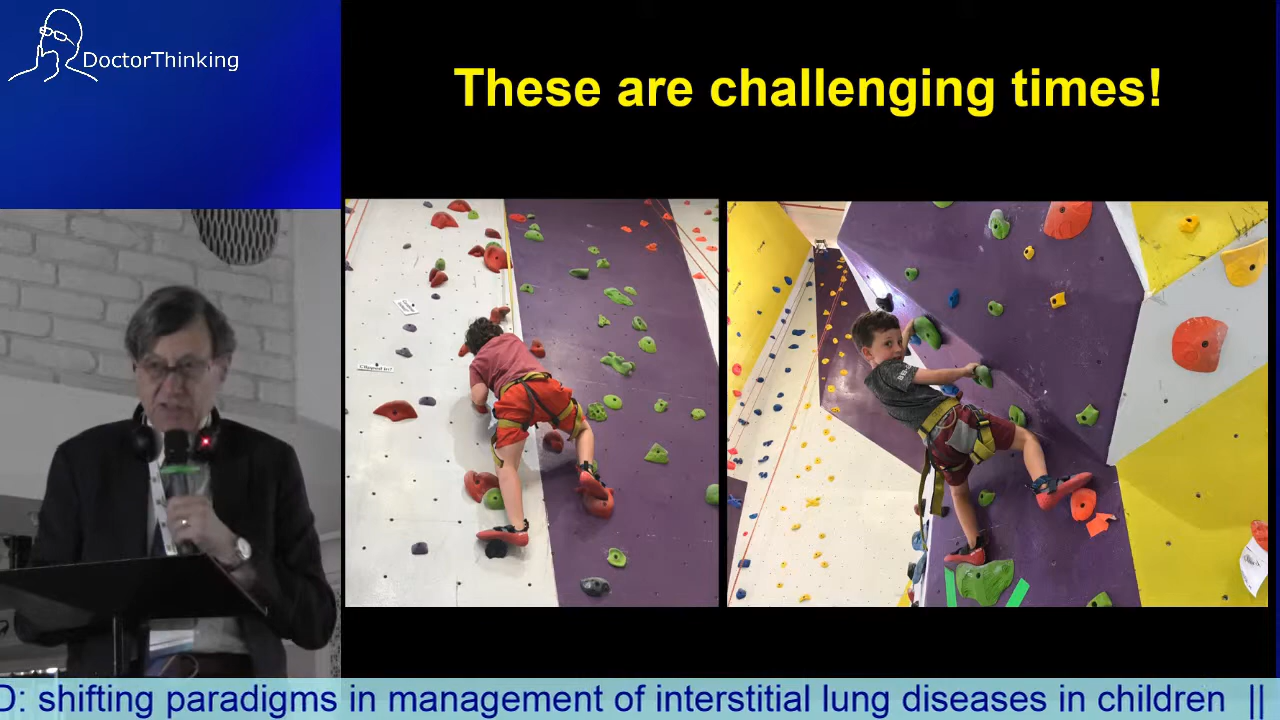 DoctorThinking
These are challenging times!
D: shifting paradigms in management of interstitial lung diseases in children ||